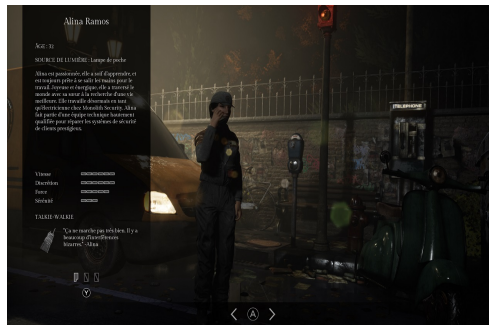 Alina Ramos
ÂGE: 32
SOURCE DE LUMIÈRE: Lampe de poche
Alina est passionnée, elle a soif d'apprendre, et
est toujours prête à se salir les mains pour le
travail. Joyeuse et énergique, elle a traversé le
monde avec sa sœur à la recherche d'une vie
meilleure. Elle travaille désormais en tant
qu'électricienne chez Monolith Security. Alina
fait partie d'une équipe technique hautement
qualifiée pour réparer les systèmes de sécurité
de clients prestigieux.
Vitesse
Discrétion
Force
Sérénité
TALKIE-WALKIE
"Ça ne marche pas très bien. Il y a
beaucoup d'interférences
bizarres." -Alina
Y
A
TELEPHONE